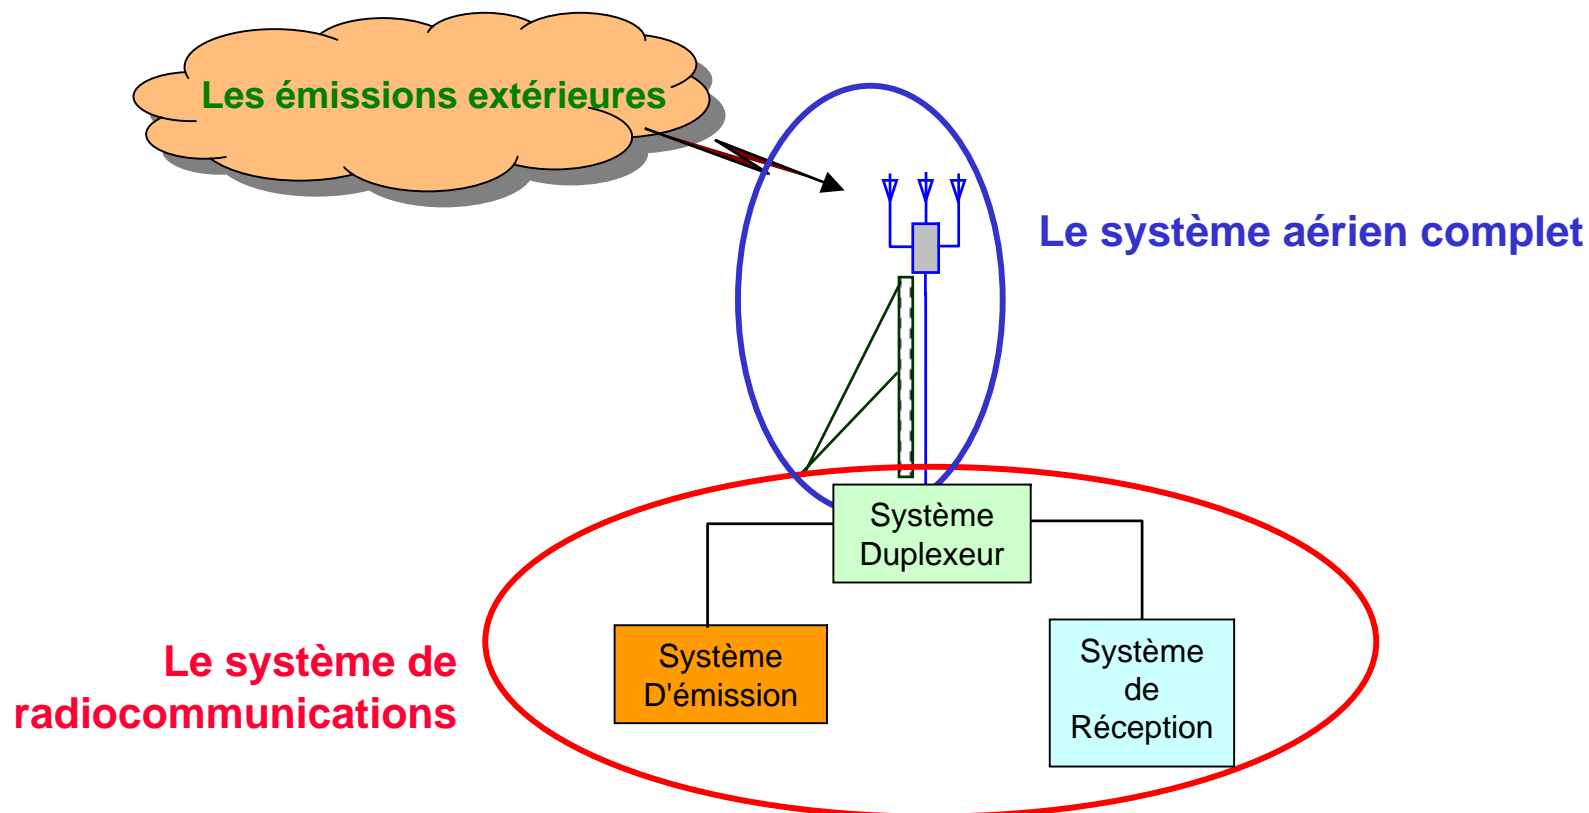 Les émissions extérieures
Le système aérien complet
Système
Duplexeur
Système
D'émission
Système
de
Réception
Le système de
radiocommunications